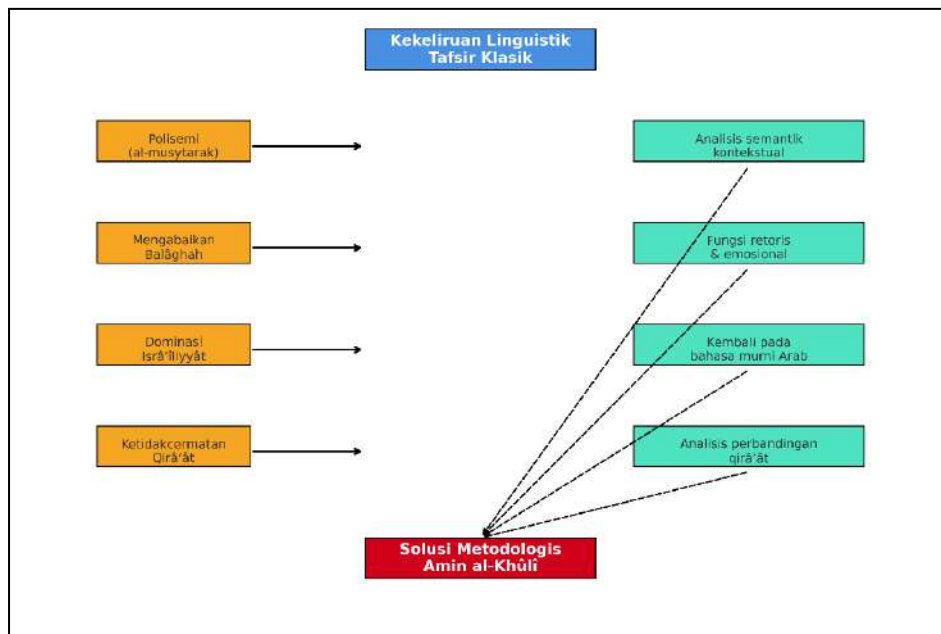 Kekeliruan Linguistik
Tafsir Klasik
Polisemi
(al-musytarak)
Analisis semantik
kontekstual
Mengabaikan
Balâghah
Fungsi retoris
& emosional
Dominasi
Isrâ’îliyyât
Kembali pada
bahasa murni Arab
Ketidakcermatan
Qirâ’ât
Analisis perbandingan
qirâ’ât
Solusi Metodologis
Amin al-Khûlî